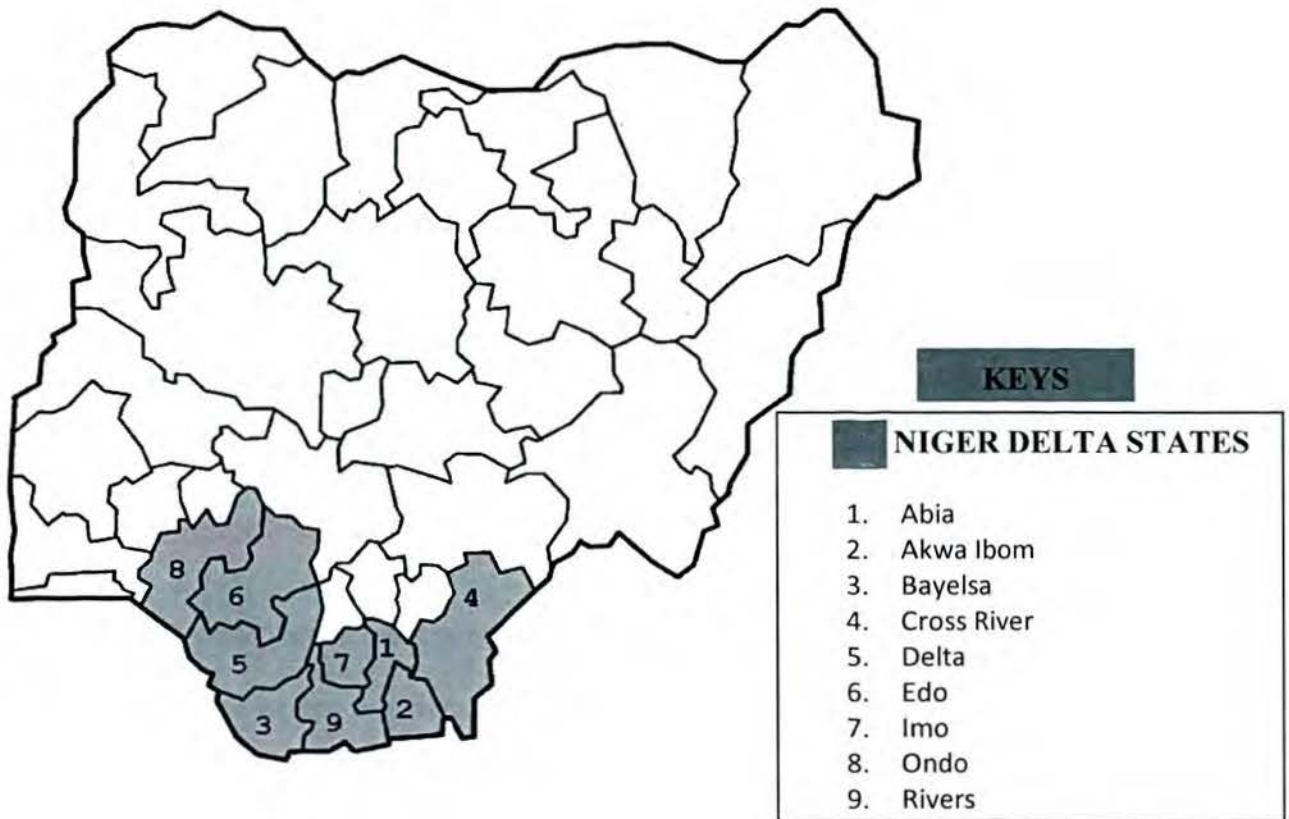 KEYS
NIGER DELTA STATES
1. Abia
2. Akwa Ibom
3. Bayelsa
4. Cross River
5. Delta
6. Edo
7. Imo
8. Ondo
9. Rivers
8
6
4
5
7
1
3
9
2